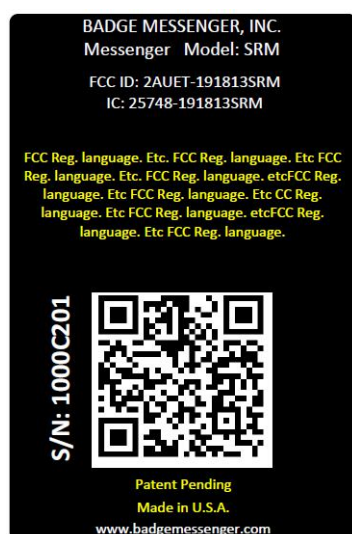 BADGE MESSENGER, INC.
Messenger Model: SRM
FCC ID: 2AUET-191813SRM
IC: 25748-191813SRM
FCC Reg. language. Etc. FCC Reg. language. Etc FCC
Reg. language. Etc. FCC Reg. language. etcFCC Reg.
language. Etc FCC Reg. language. Etc CC Reg.
language. Etc FCC Reg. language. etcFCC Reg.
language. Etc FCC Reg. language.
S/N: 1000C201
Patent Pending
Made in U.S.A.
www.badgemessenger.com